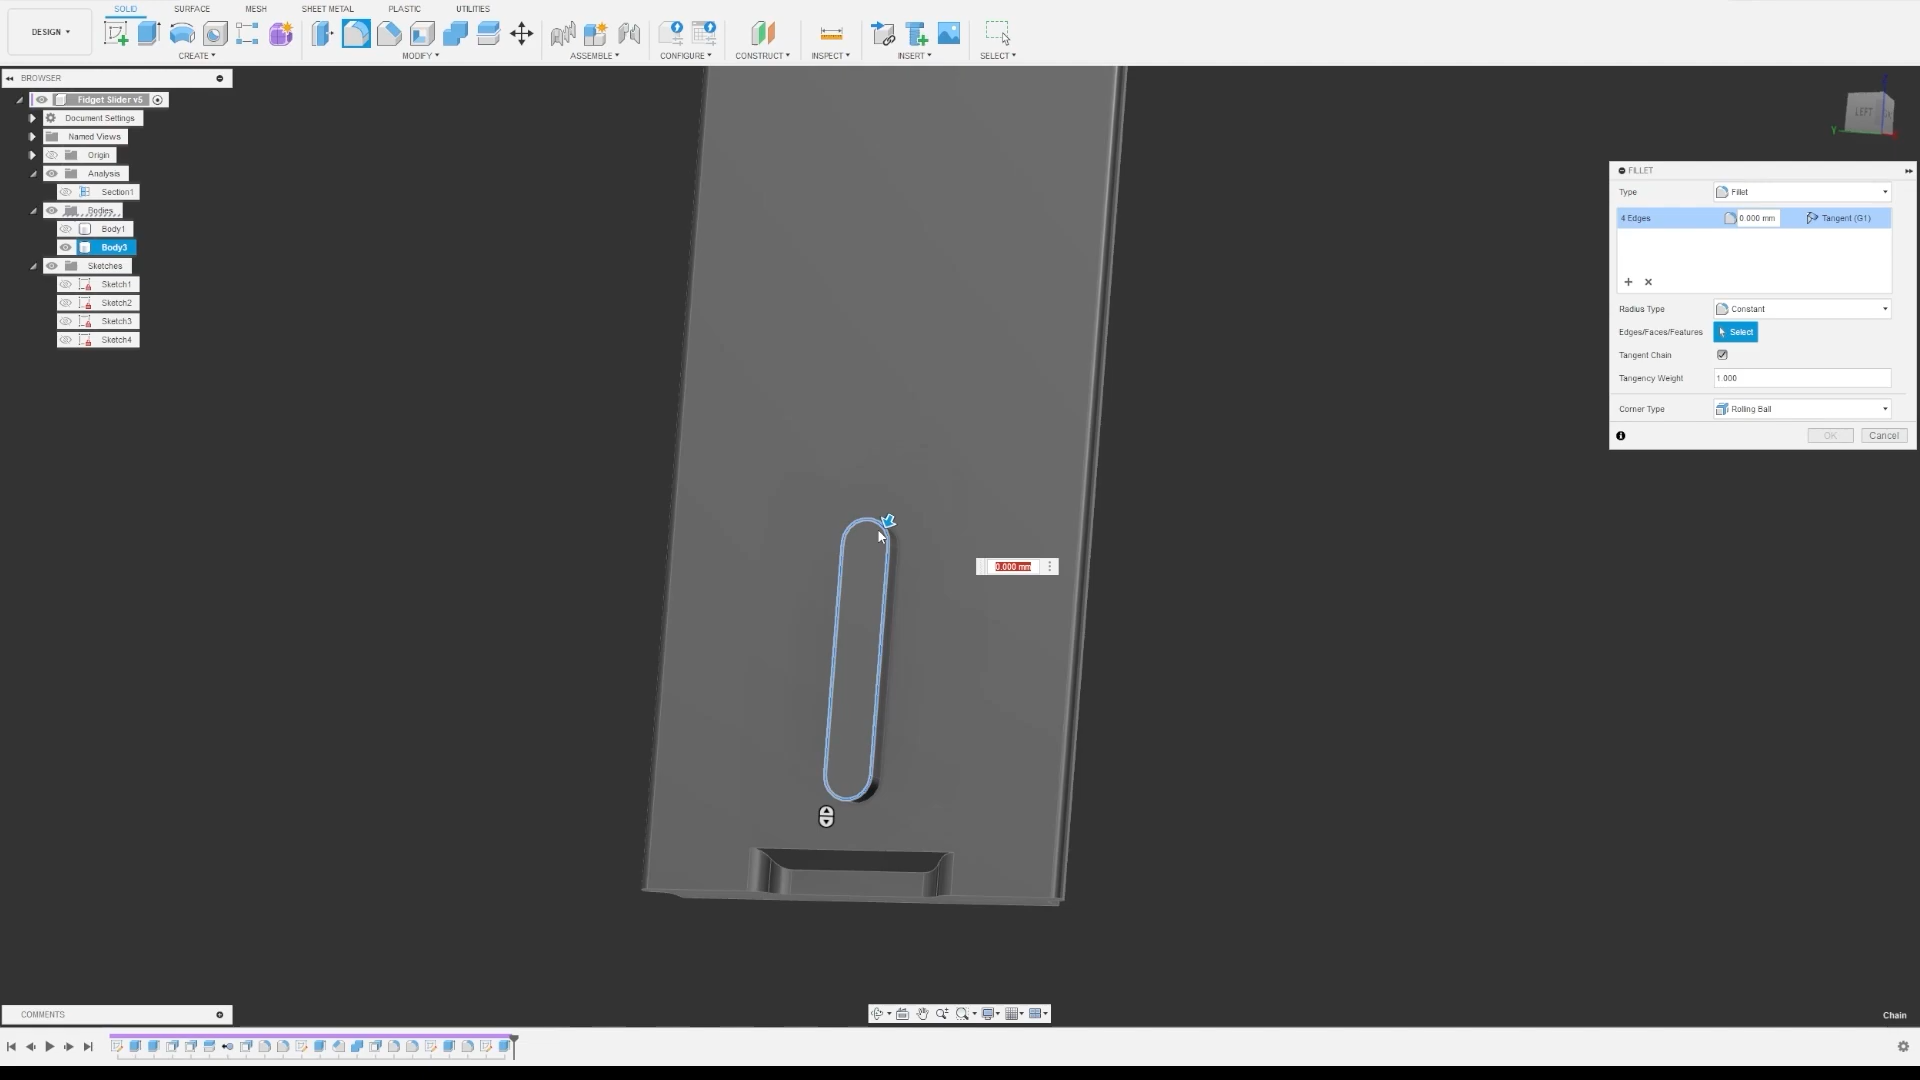 SOLID
SURFACE
MESH
SHEET METAL
PLASTIC
UTILITIES
DESIGN
CREATE
MODIFY
ASSEMBLE
CONFIGURE
CONSTRUCT
INSPECT
INSERT
SELECT
BROWSER
Fidget Slider v5
Document Settings
Named Views
Origin
Analysis
Section1
Bodies
Body1
Body3
Sketches
Sketch1
Sketch2
Sketch3
Sketch4
LEFT
Y
FILLET
Type
Fillet
4 Edges
0.000 mm
Tangent (G1)
Radius Type
Constant
Edges/Faces/Features
Select
Tangent Chain
Tangency Weight
1.000
Corner Type
Rolling Ball
OK
Cancel
0.000 mm
COMMENTS
Chain